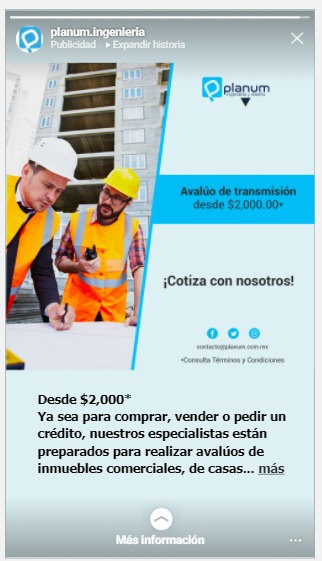 planum.ingenieria
Publicidad • Expandir historia
planum
ingeniería y diseño
Avalúo de transmisión
desde $2,000.00*
¡Cotiza con nosotros!
contacto@planum.com.mx
*Consulta Términos y Condiciones
Desde $2,000*
Ya sea para comprar, vender o pedir un
crédito, nuestros especialistas están
preparados para realizar avalúos de
inmuebles comerciales, de casas... más
Más información